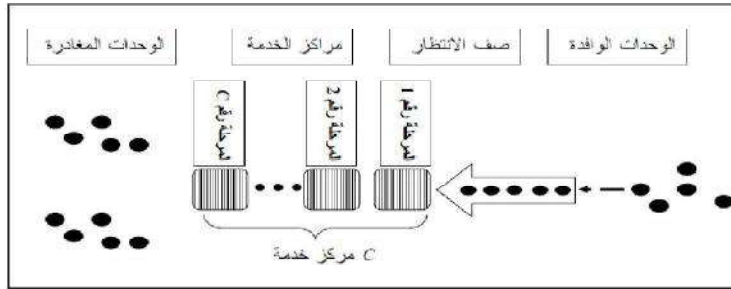 الوحدات الوافدة
صف الانتظار
مراكز الخدمة
الوحدات المغادرة
المرحلة رقم 1
المرحلة رقم 2
المرحلة رقم C
C مركز خدمة